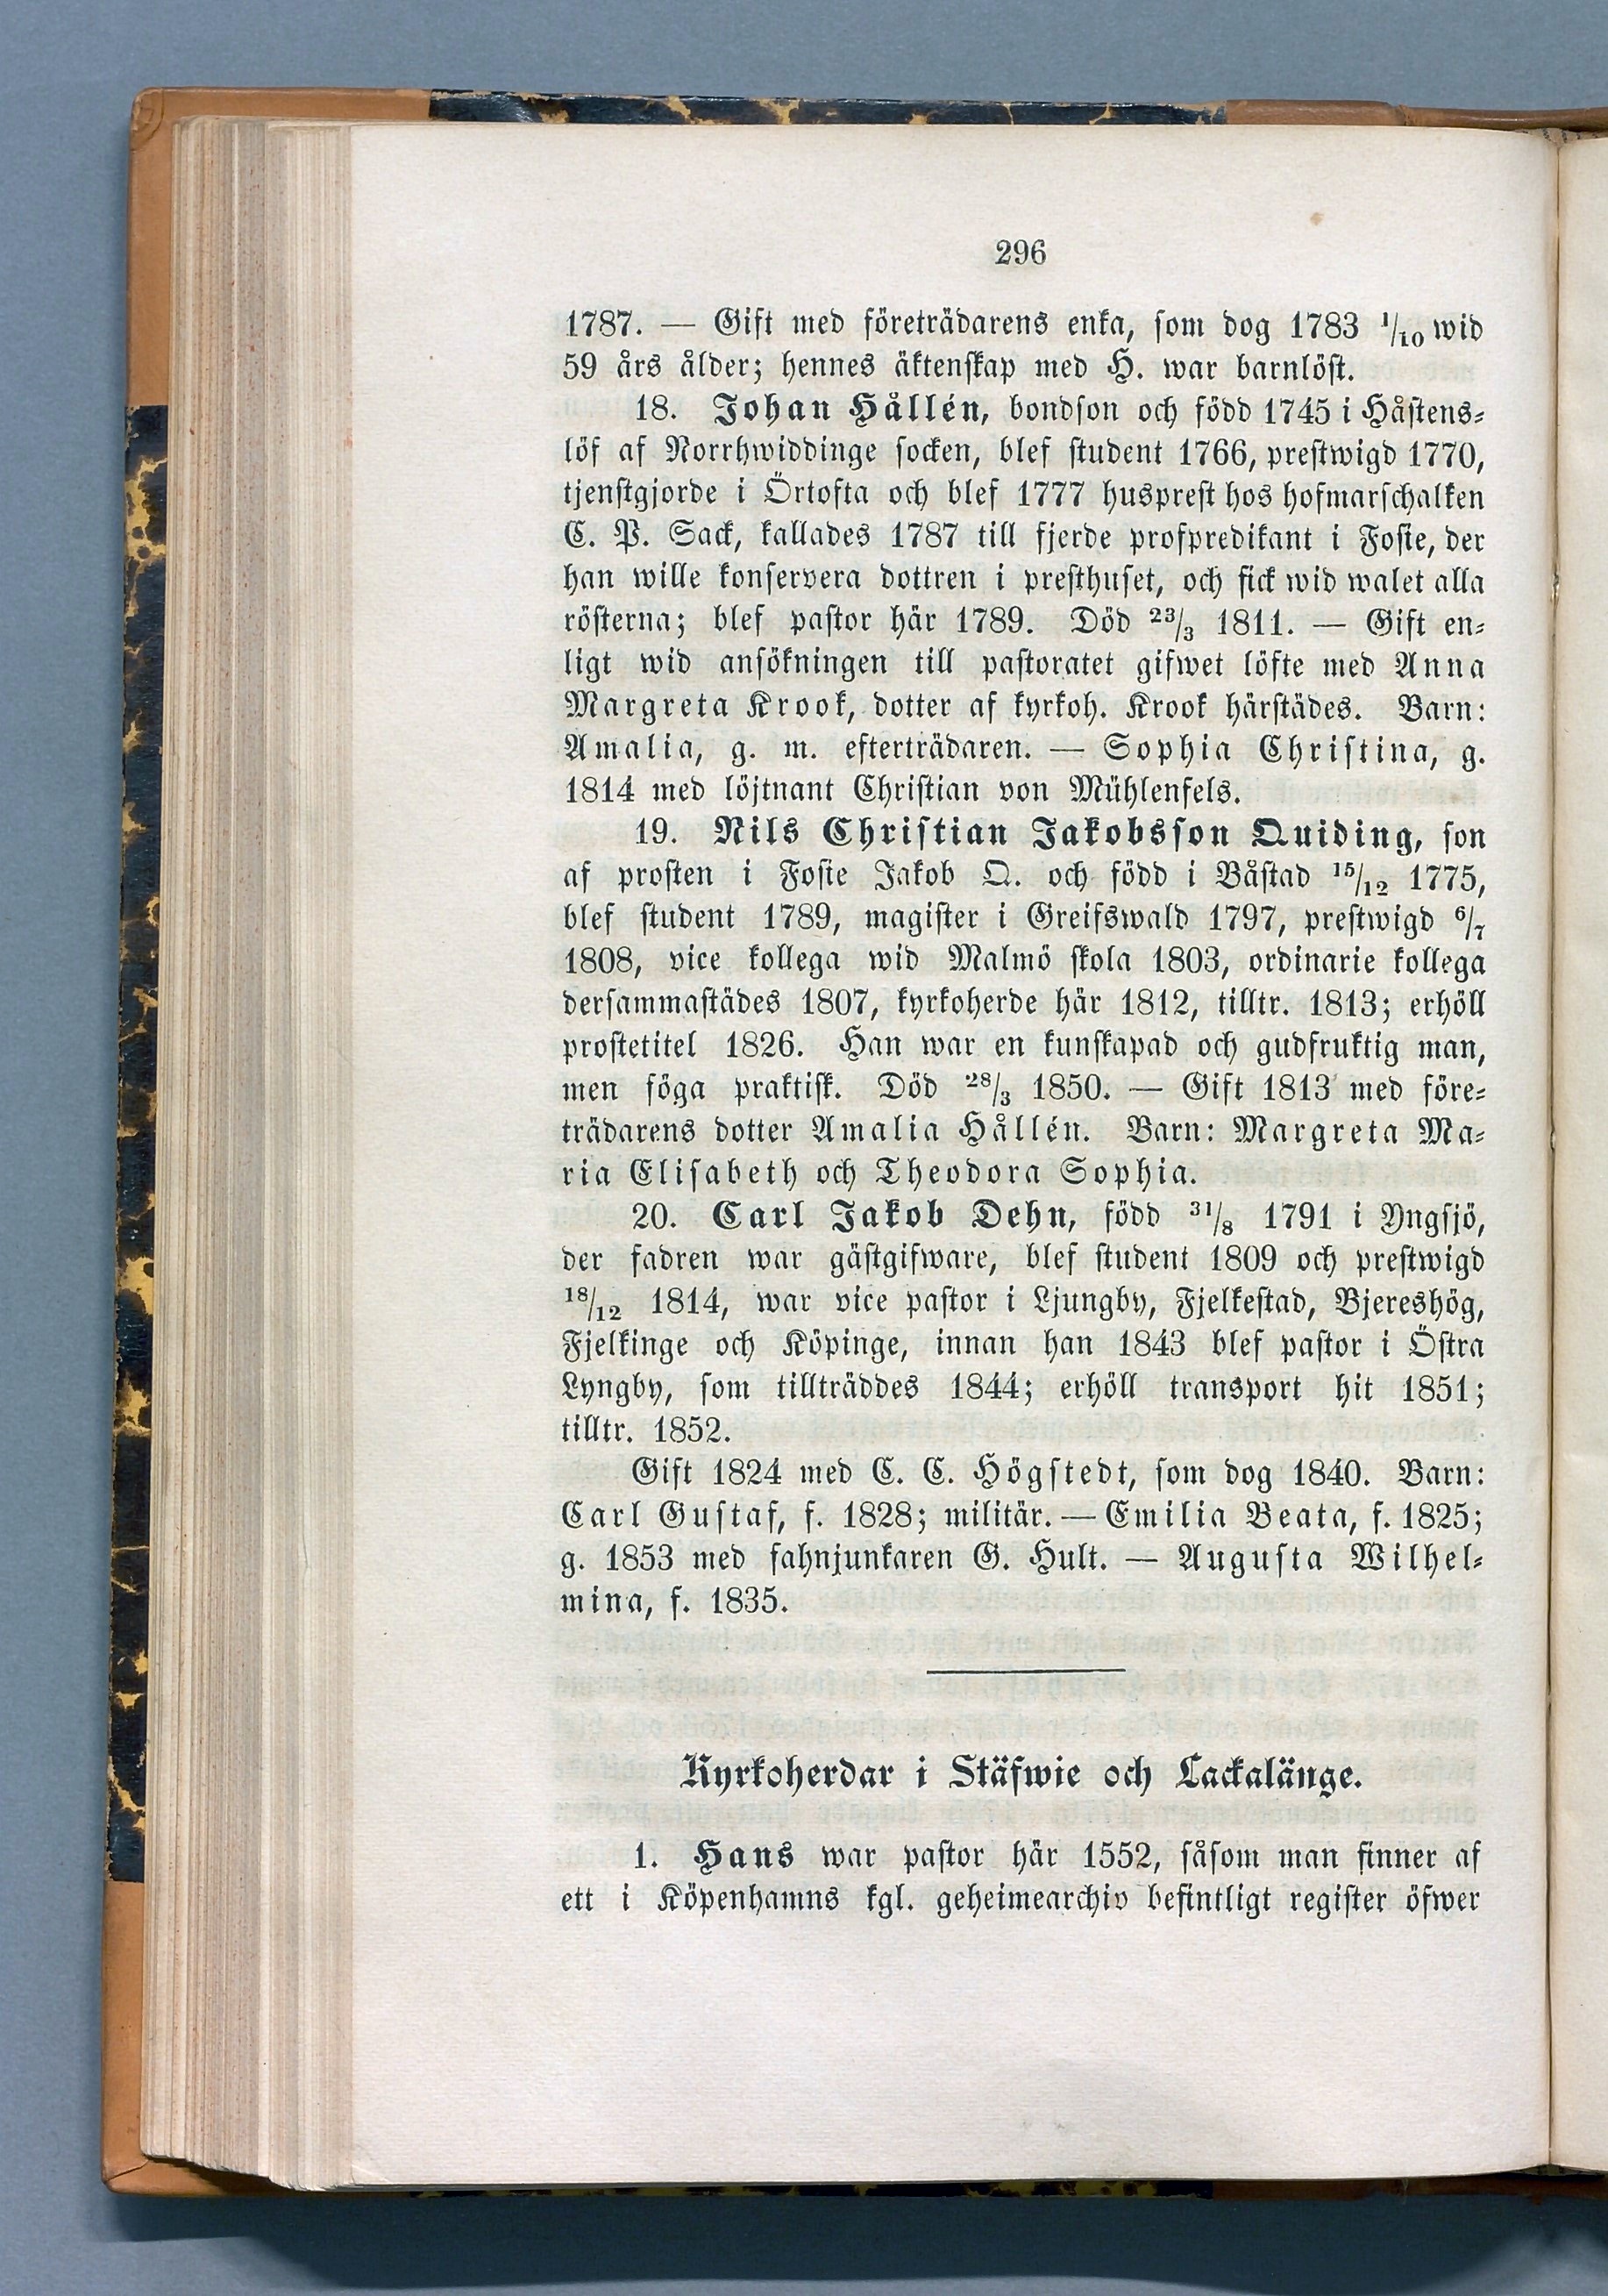 296
1787. — Gift med företrädarens enka, som dog 1783 1/10 wid
59 års ålder; hennes äktenskap med H. war barnlöst.
18. Johan Hållén, bondson och född 1745 i Håstens-
löf af Norrhwiddinge socken, blef student 1766, prestwigd 1770,
tjenstgjorde i Örtofta och blef 1777 husprest hos hofmarschalken
C. P. Sack, kallades 1787 till fjerde profpredikant i Fosie, der
han wille konservera dottren i presthuset, och fick wid walet alla
rösterna; blef pastor här 1789. Död 23/3 1811. — Gift en-
ligt wid ansökningen till pastoratet gifwet löfte med Anna
Margreta Krook, dotter af kyrkoh. Krook härstädes. Barn:
Amalia, g. m. efterträdaren. — Sophia Christina, g.
1814 med löjtnant Christian von Mühlenfels.
19. Nils Christian Jakobsson Quiding, son
af prosten i Fosie Jakob Q. och född i Båstad 15/12 1775,
blef student 1789, magister i Greifswald 1797, prestwigd 6/7
1808, vice kollega wid Malmö skola 1803, ordinarie kollega
dersammastädes 1807, kyrkoherde här 1812, tilltr. 1813; erhöll
prostetitel 1826. Han war en kunskapad och gudfruktig man,
men föga praktisk. Död 28/3 1850. — Gift 1813 med före-
trädarens dotter Amalia Hållén. Barn: Margreta Ma-
ria Elisabeth och Theodora Sophia.
20. Carl Jakob Dehn, född 31/8 1791 i Yngsjö,
der fadren war gästgifware, blef student 1809 och prestwigd
18/12 1814, war vice pastor i Ljungby, Fjelkestad, Bjereshög,
Fjelkinge och Köpinge, innan han 1843 blef pastor i Östra
Lyngby, som tillträddes 1844; erhöll transport hit 1851;
tilltr. 1852.
Gift 1824 med C. C. Högstedt, som dog 1840. Barn:
Carl Gustaf, f. 1828; militär. — Emilia Beata, f. 1825;
g. 1853 med fahnjunkaren G. Hult. — Augusta Wilhel-
mina, f. 1835.
Kyrkoherdar i Stäfwie och Lackalänge.
1. Hans war pastor här 1552, såsom man finner af
ett i Köpenhamns kgl. geheimearchiv befintligt register öfwer